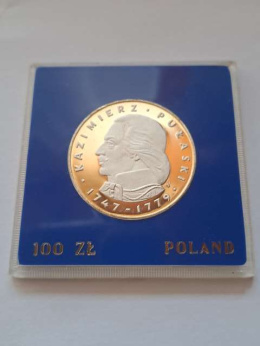 KAZIMIERZ · PUŁASKI
· 1747 - 1779 ·
100 ZŁ POLAND